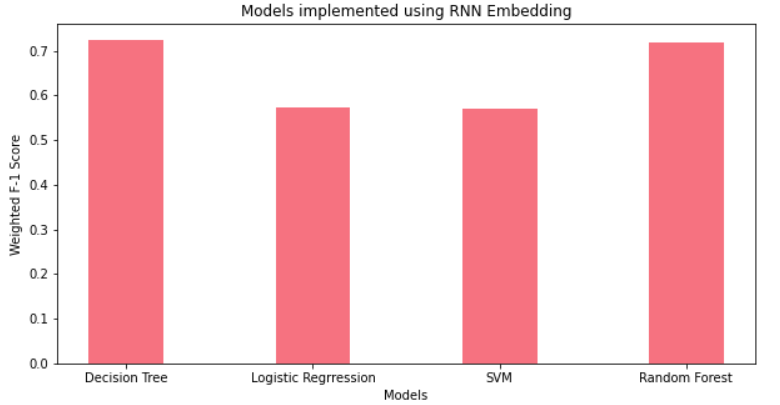 Models implemented using RNN Embedding
Weighted F-1 Score
0.7
0.6
0.5
0.4
0.3
0.2
0.1
0.0
Decision Tree Logistic Regrression SVM Random Forest
Models